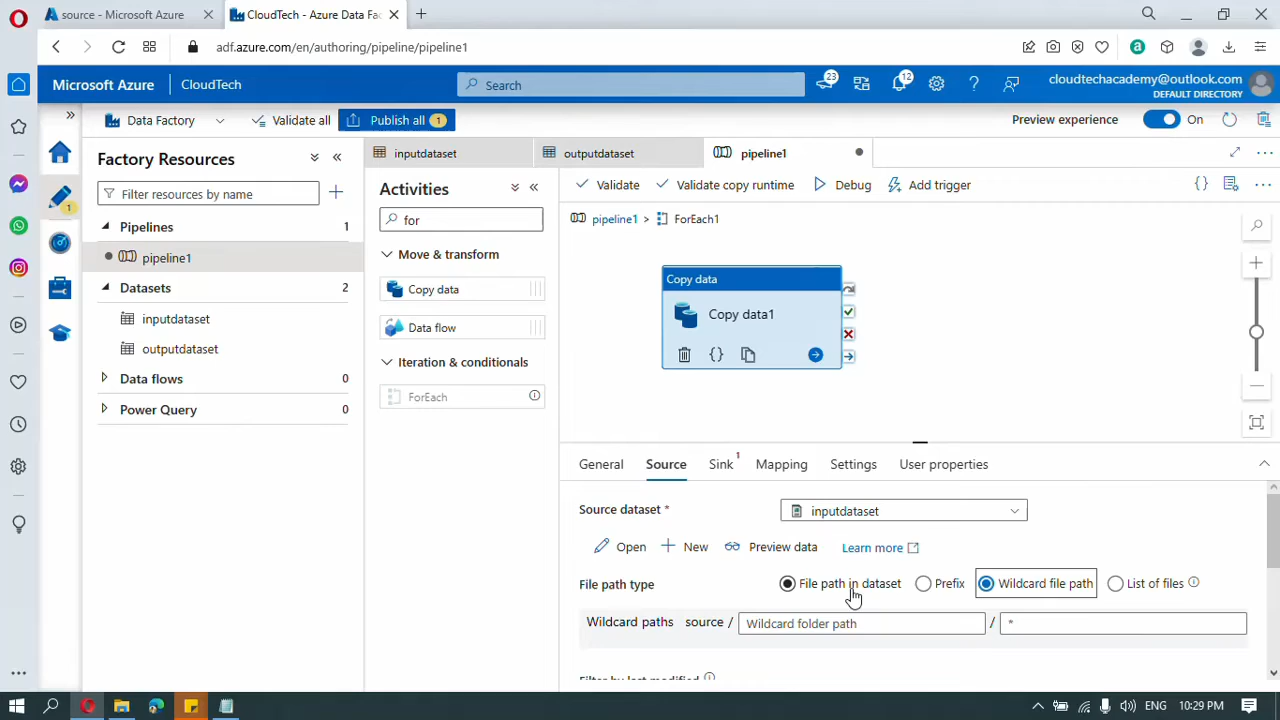 source - Microsoft Azure
CloudTech - Azure Data Fa
adf.azure.com/en/authoring/pipeline/pipeline1
Microsoft Azure
CloudTech
Search
23
12
cloudtechacademy@outlook.com
DEFAULT DIRECTORY
Data Factory
Validate all
Publish all
1
Preview experience
On
Factory Resources
inputdataset
outputdataset
pipeline1
Filter resources by name
Activities
for
Validate
Validate copy runtime
Debug
Add trigger
1
Pipelines
1
pipeline1
pipeline1 > ForEach1
Move & transform
Datasets
2
Copy data
inputdataset
Data flow
outputdataset
Iteration & conditionals
Data flows
0
ForEach
Power Query
0
Copy data
Copy data1
General
Source
Sink
1
Mapping
Settings
User properties
Source dataset *
inputdataset
Open
New
Preview data
Learn more
File path type
File path in dataset
Prefix
Wildcard file path
List of files
Wildcard paths
source /
Wildcard folder path
/
*
Filter by last modified
ENG
10:29 PM